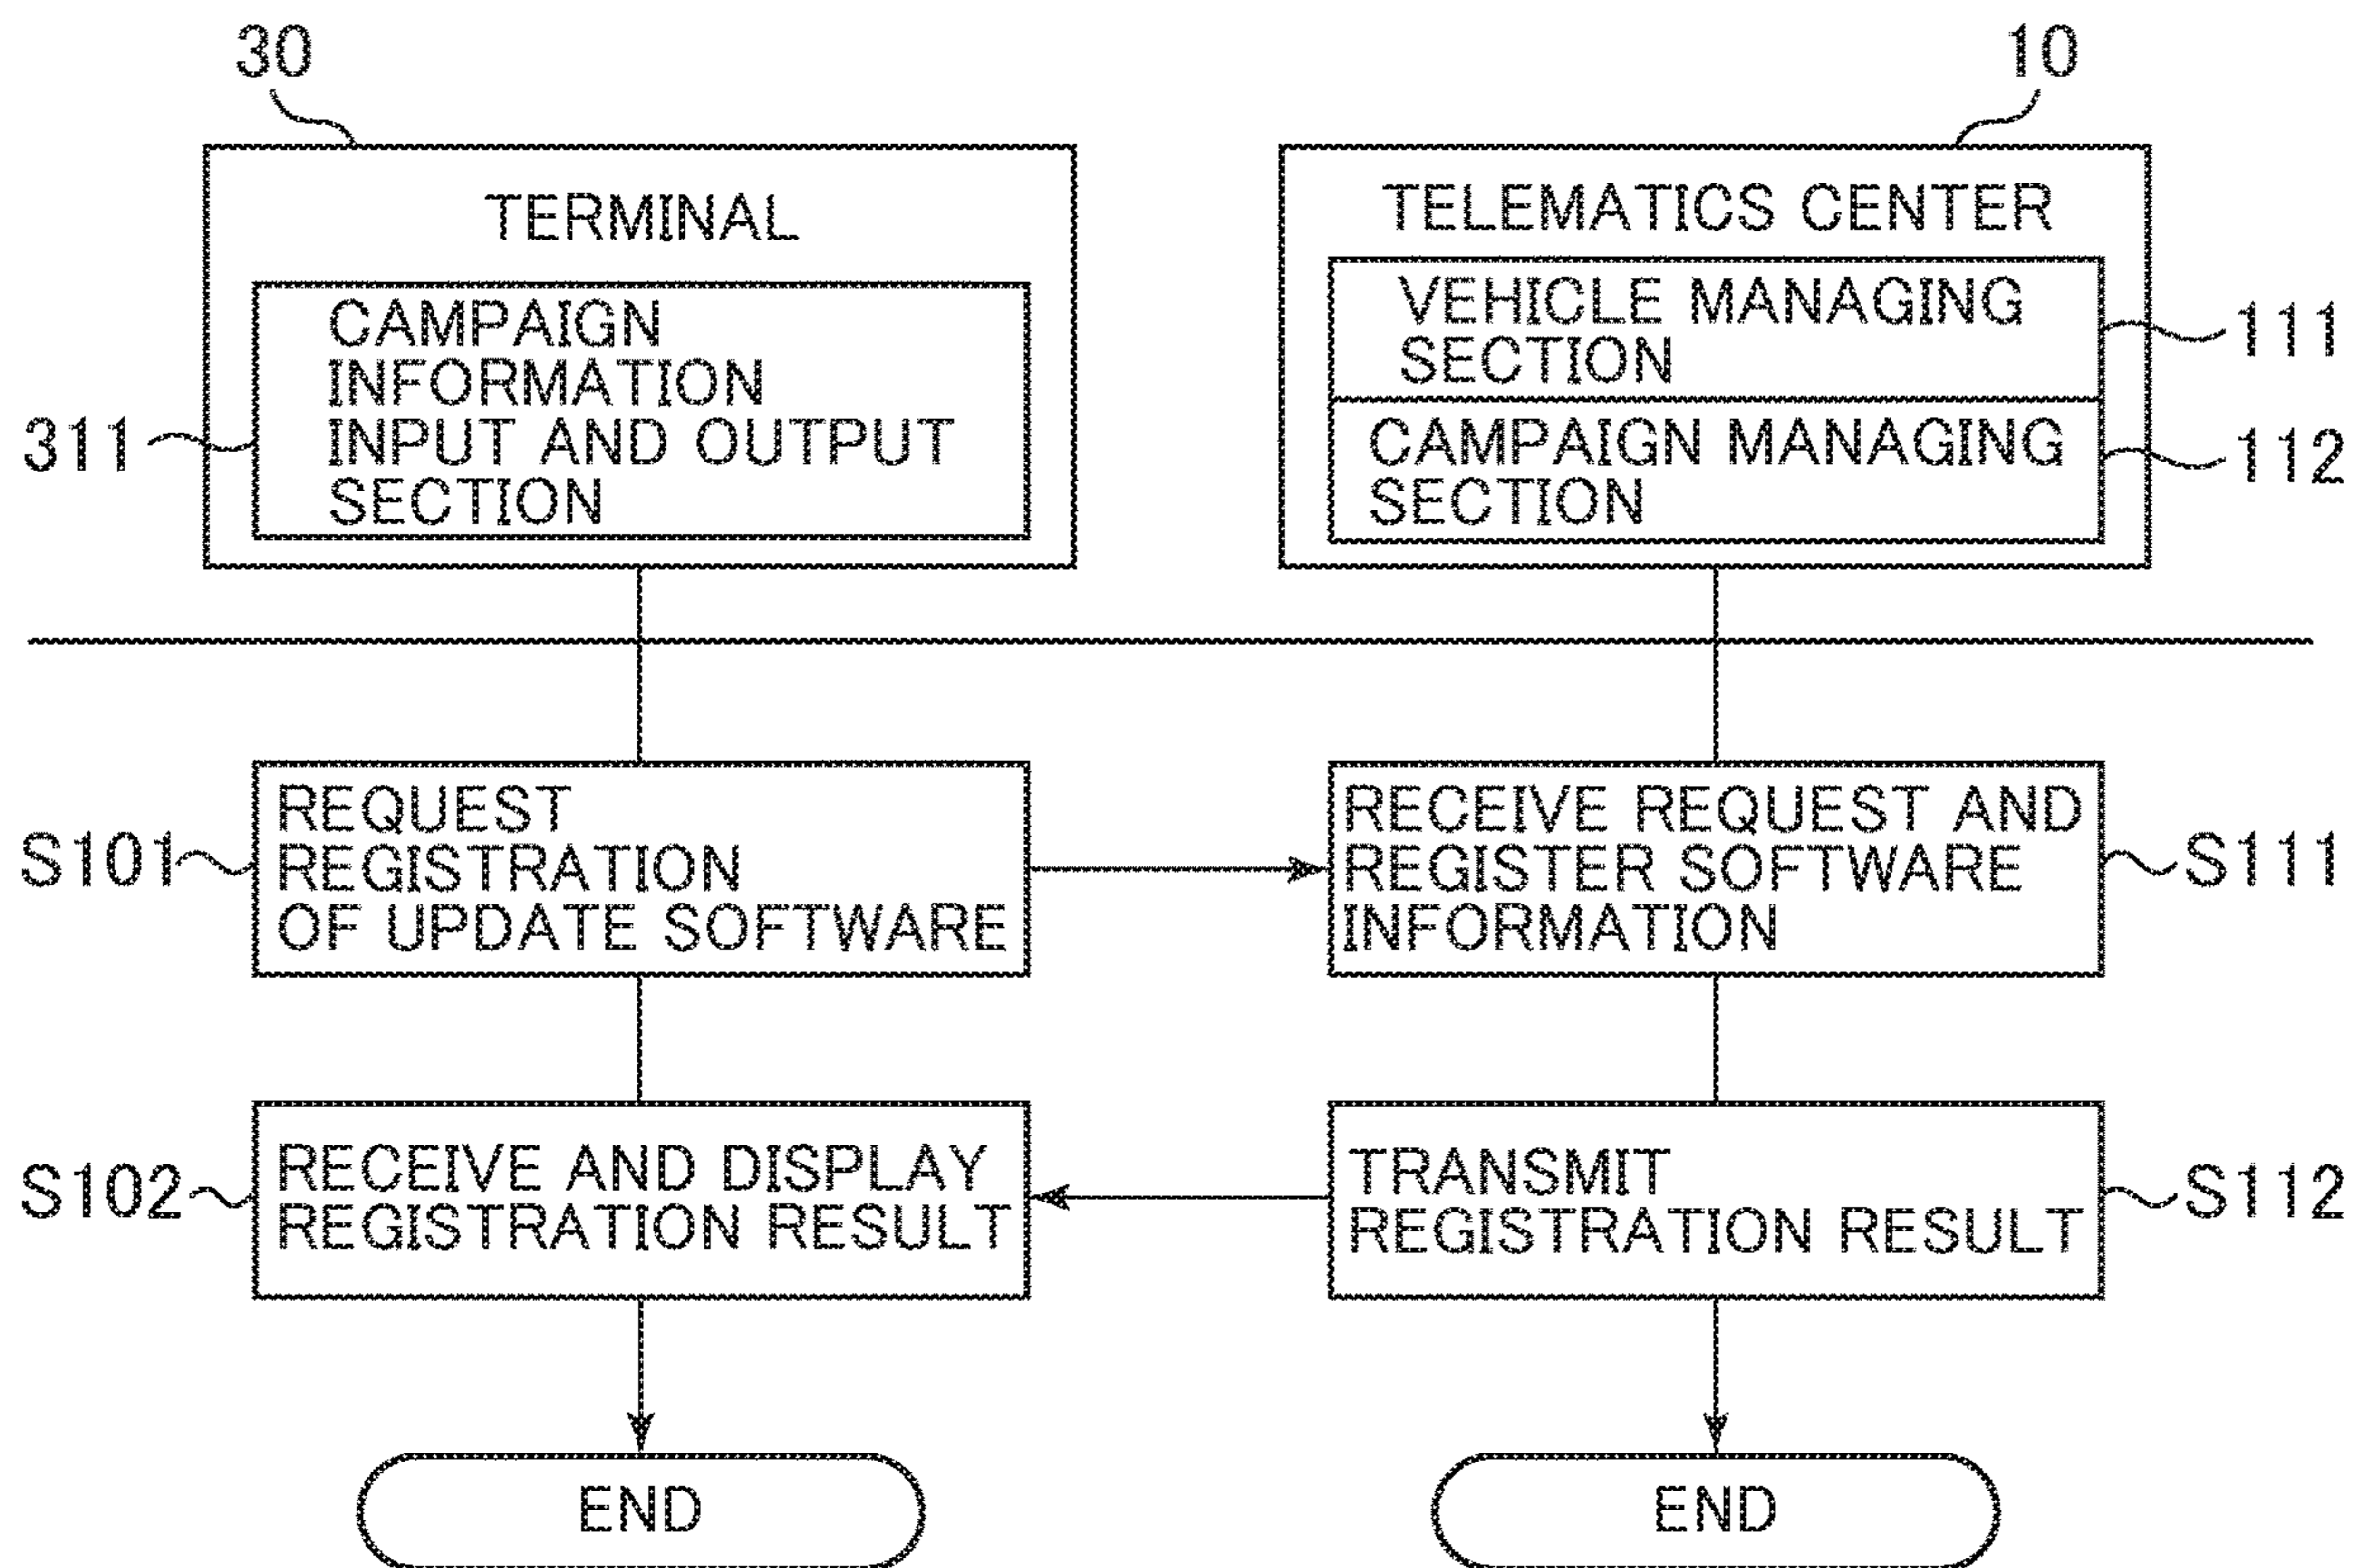 30
10
TERMINAL
CAMPAIGN
INFORMATION
INPUT AND OUTPUT
SECTION
311
TELEMATICS CENTER
VEHICLE MANAGING
SECTION
111
CAMPAIGN MANAGING
SECTION
112
S101
REQUEST
REGISTRATION
OF UPDATE SOFTWARE
RECEIVE REQUEST AND
REGISTER SOFTWARE
INFORMATION
S111
S102
RECEIVE AND DISPLAY
REGISTRATION RESULT
TRANSMIT
REGISTRATION RESULT
S112
END
END